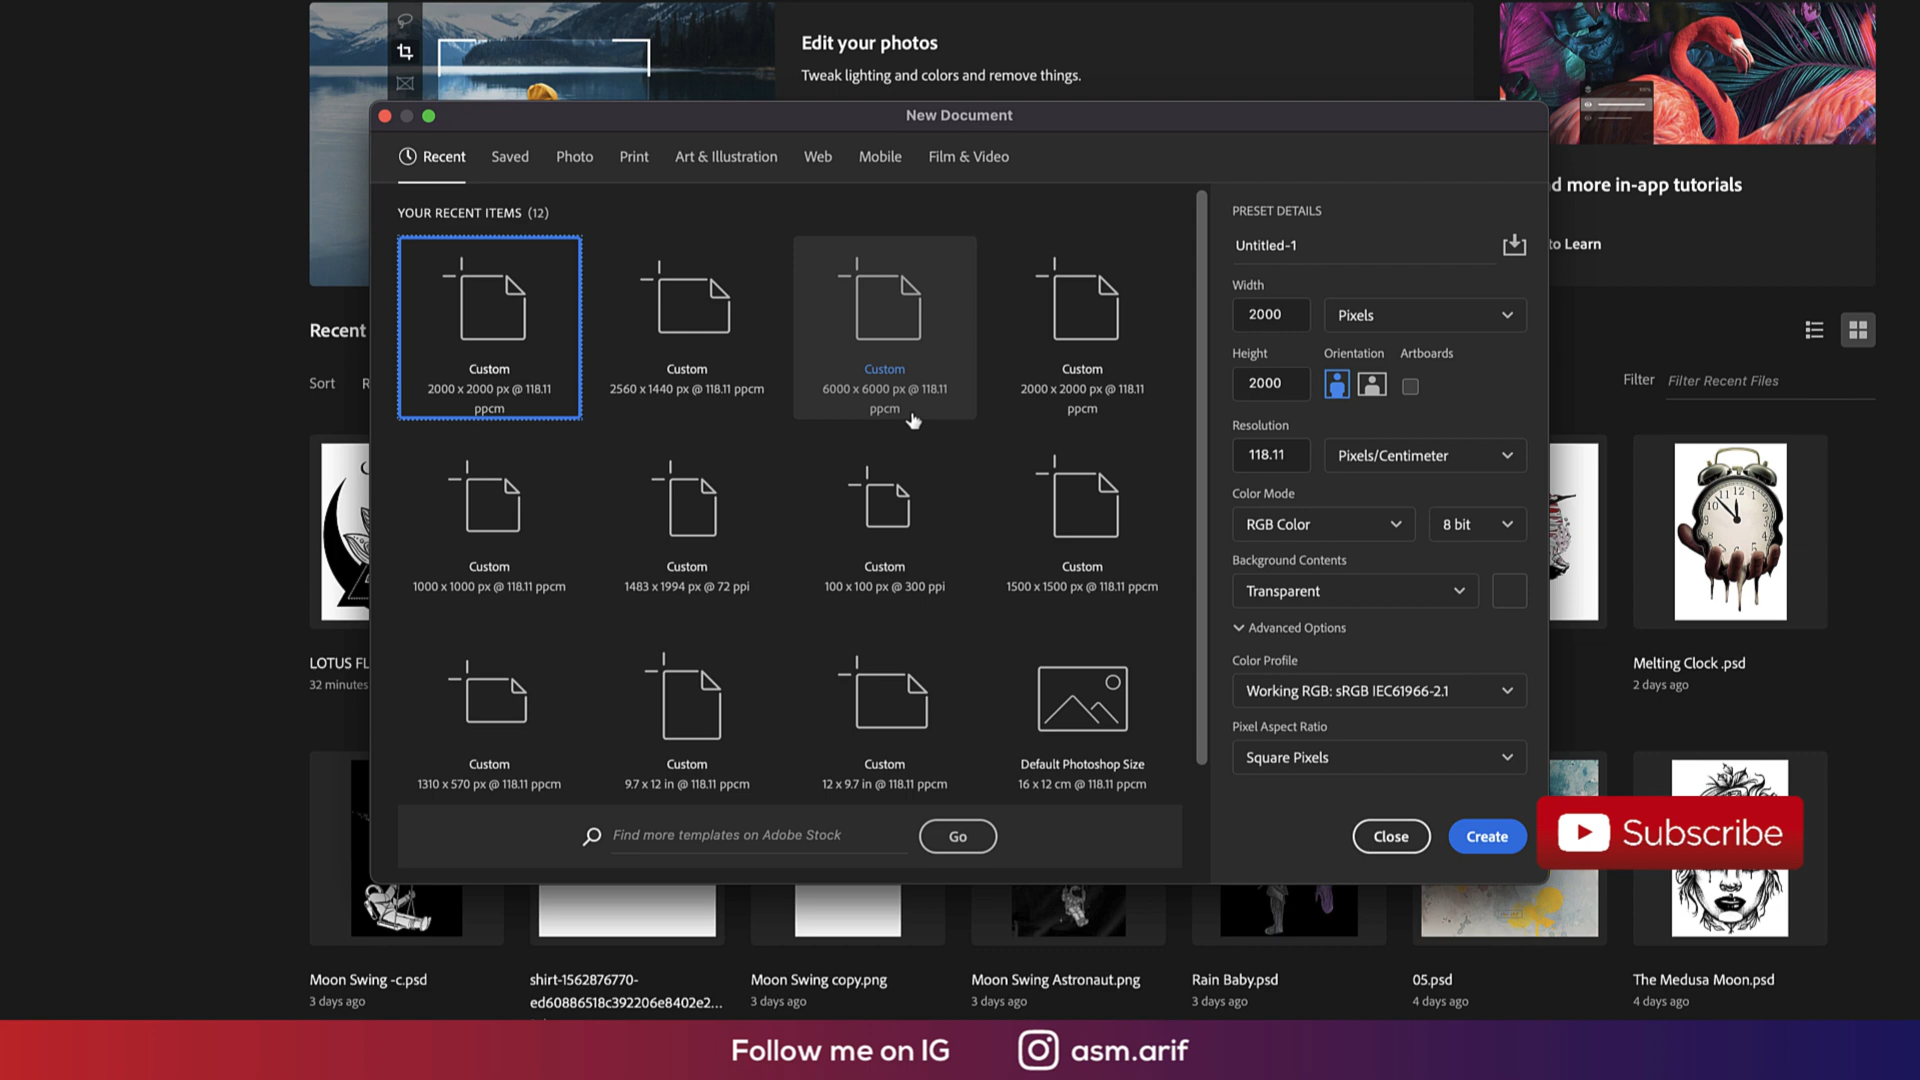 Edit your photos
Tweak lighting and colors and remove things.
New Document
Recent
Saved
Photo
Print
Art & Illustration
Web
Mobile
Film & Video
d more in-app tutorials
to Learn
YOUR RECENT ITEMS (12)
Custom
2000 x 2000 px @ 118.11
ppcm
Custom
2560 x 1440 px @ 118.11 ppcm
Custom
6000 x 6000 px @ 118.11
ppcm
Custom
2000 x 2000 px @ 118.11
ppcm
Custom
1000 x 1000 px @ 118.11 ppcm
Custom
1483 x 1994 px @ 72 ppi
Custom
100 x 100 px @ 300 ppi
Custom
1500 x 1500 px @ 118.11 ppcm
Custom
1310 x 570 px @ 118.11 ppcm
Custom
9.7 x 12 in @ 118.11 ppcm
Custom
12 x 9.7 in @ 118.11 ppcm
Default Photoshop Size
16 x 12 cm @ 118.11 ppcm
Find more templates on Adobe Stock
Go
PRESET DETAILS
Untitled-1
Width
2000
Pixels
Height
Orientation
Artboards
2000
Resolution
118.11
Pixels/Centimeter
Color Mode
RGB Color
8 bit
Background Contents
Transparent
Advanced Options
Color Profile
Working RGB: sRGB IEC61966-2.1
Pixel Aspect Ratio
Square Pixels
Close
Create
Subscribe
Recent
Sort
R
Filter
Filter Recent Files
LOTUS FL
32 minutes
Melting Clock .psd
2 days ago
Moon Swing -c.psd
3 days ago
shirt-1562876770-
ed60886518c392206e8402e2...
Moon Swing copy.png
3 days ago
Moon Swing Astronaut.png
3 days ago
Rain Baby.psd
3 days ago
05.psd
4 days ago
The Medusa Moon.psd
4 days ago
Follow me on IG
asm.arif